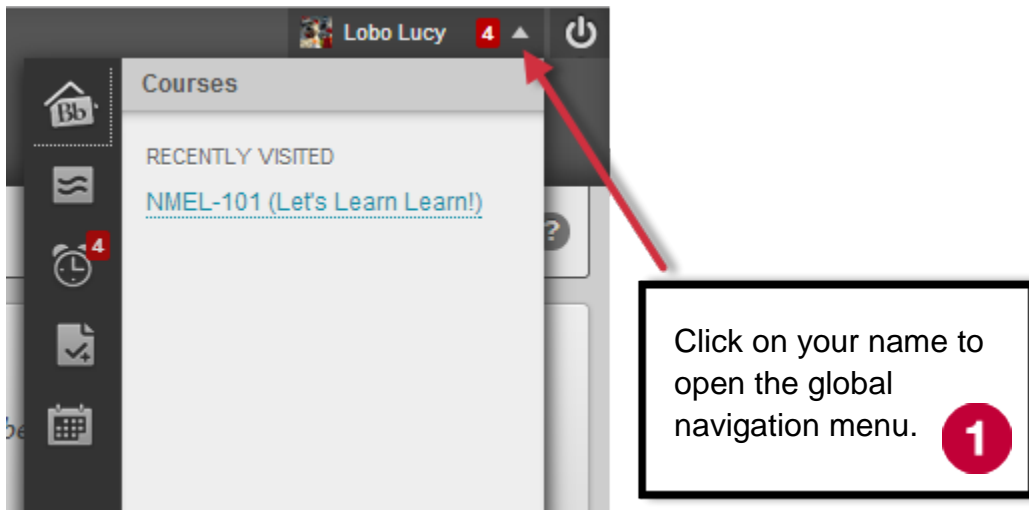 Lobo Lucy 4
Bb
Courses
RECENTLY VISITED
NMEL-101 (Let's Learn Learn!)
?
4
be
Click on your name to
open the global
navigation menu.
1